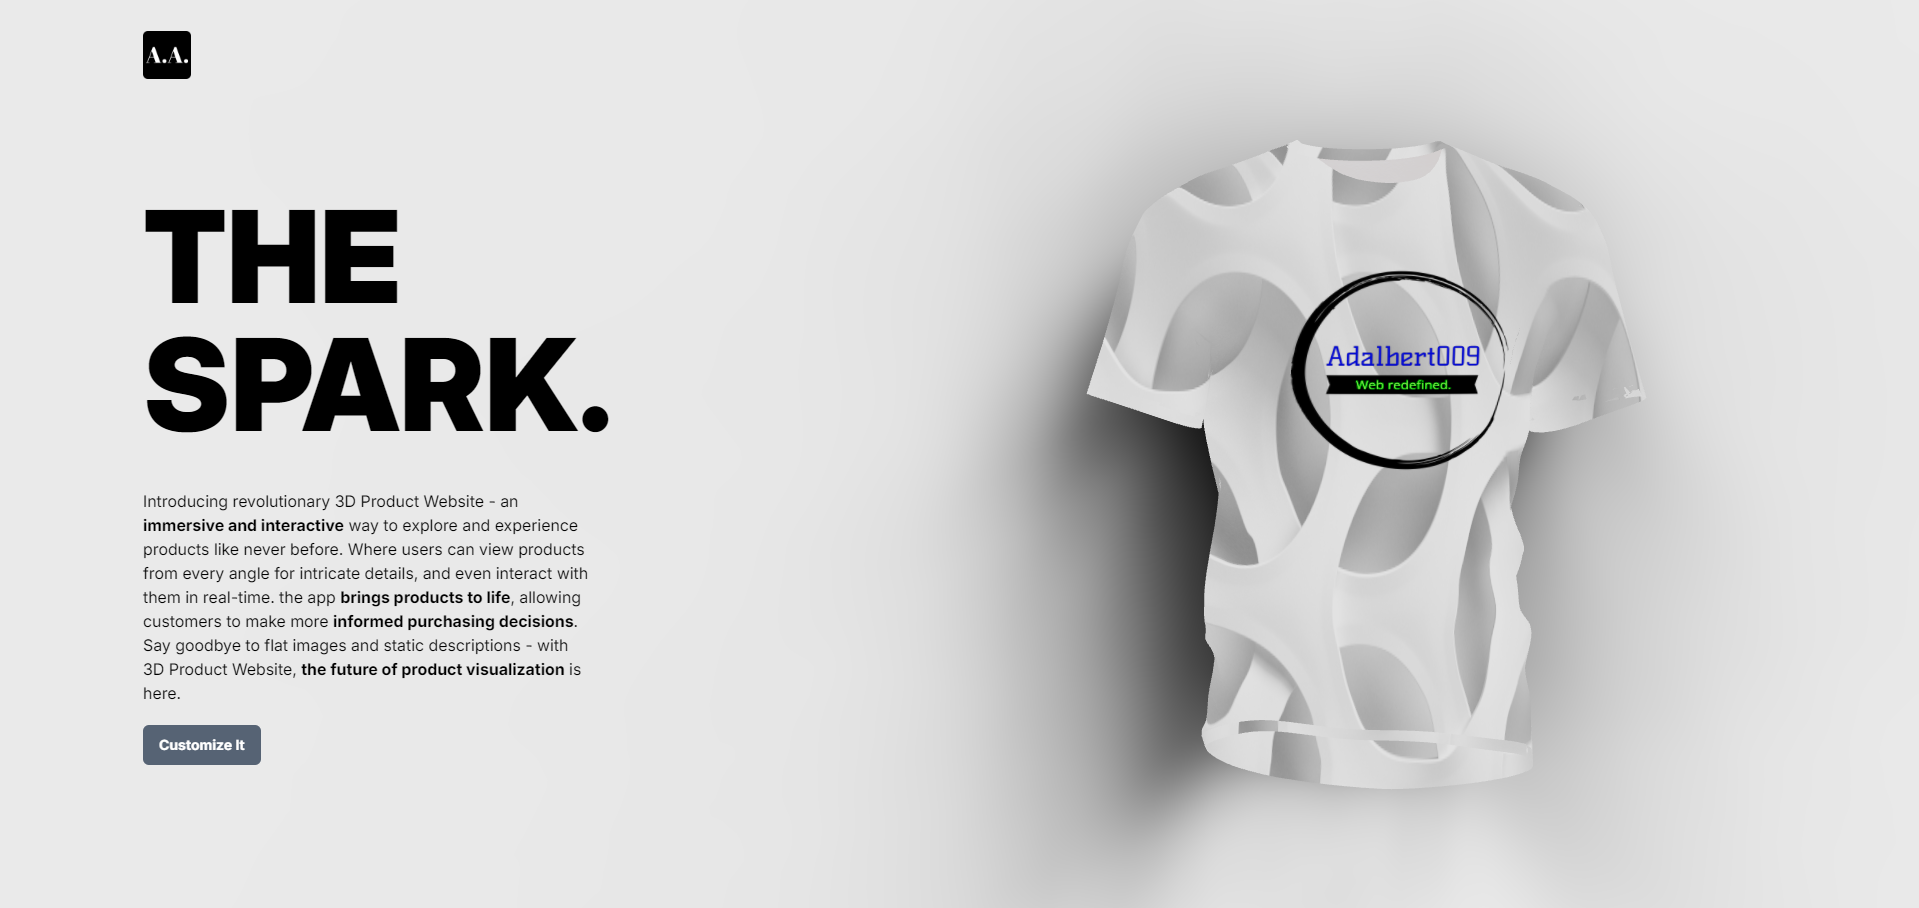 A.A.
THE
SPARK.
Introducing revolutionary 3D Product Website - an
immersive and interactive way to explore and experience
products like never before. Where users can view products
from every angle for intricate details, and even interact with
them in real-time. the app brings products to life, allowing
customers to make more informed purchasing decisions.
Say goodbye to flat images and static descriptions - with
3D Product Website, the future of product visualization is
here.
Customize It
Adalbert009
Web redefined.